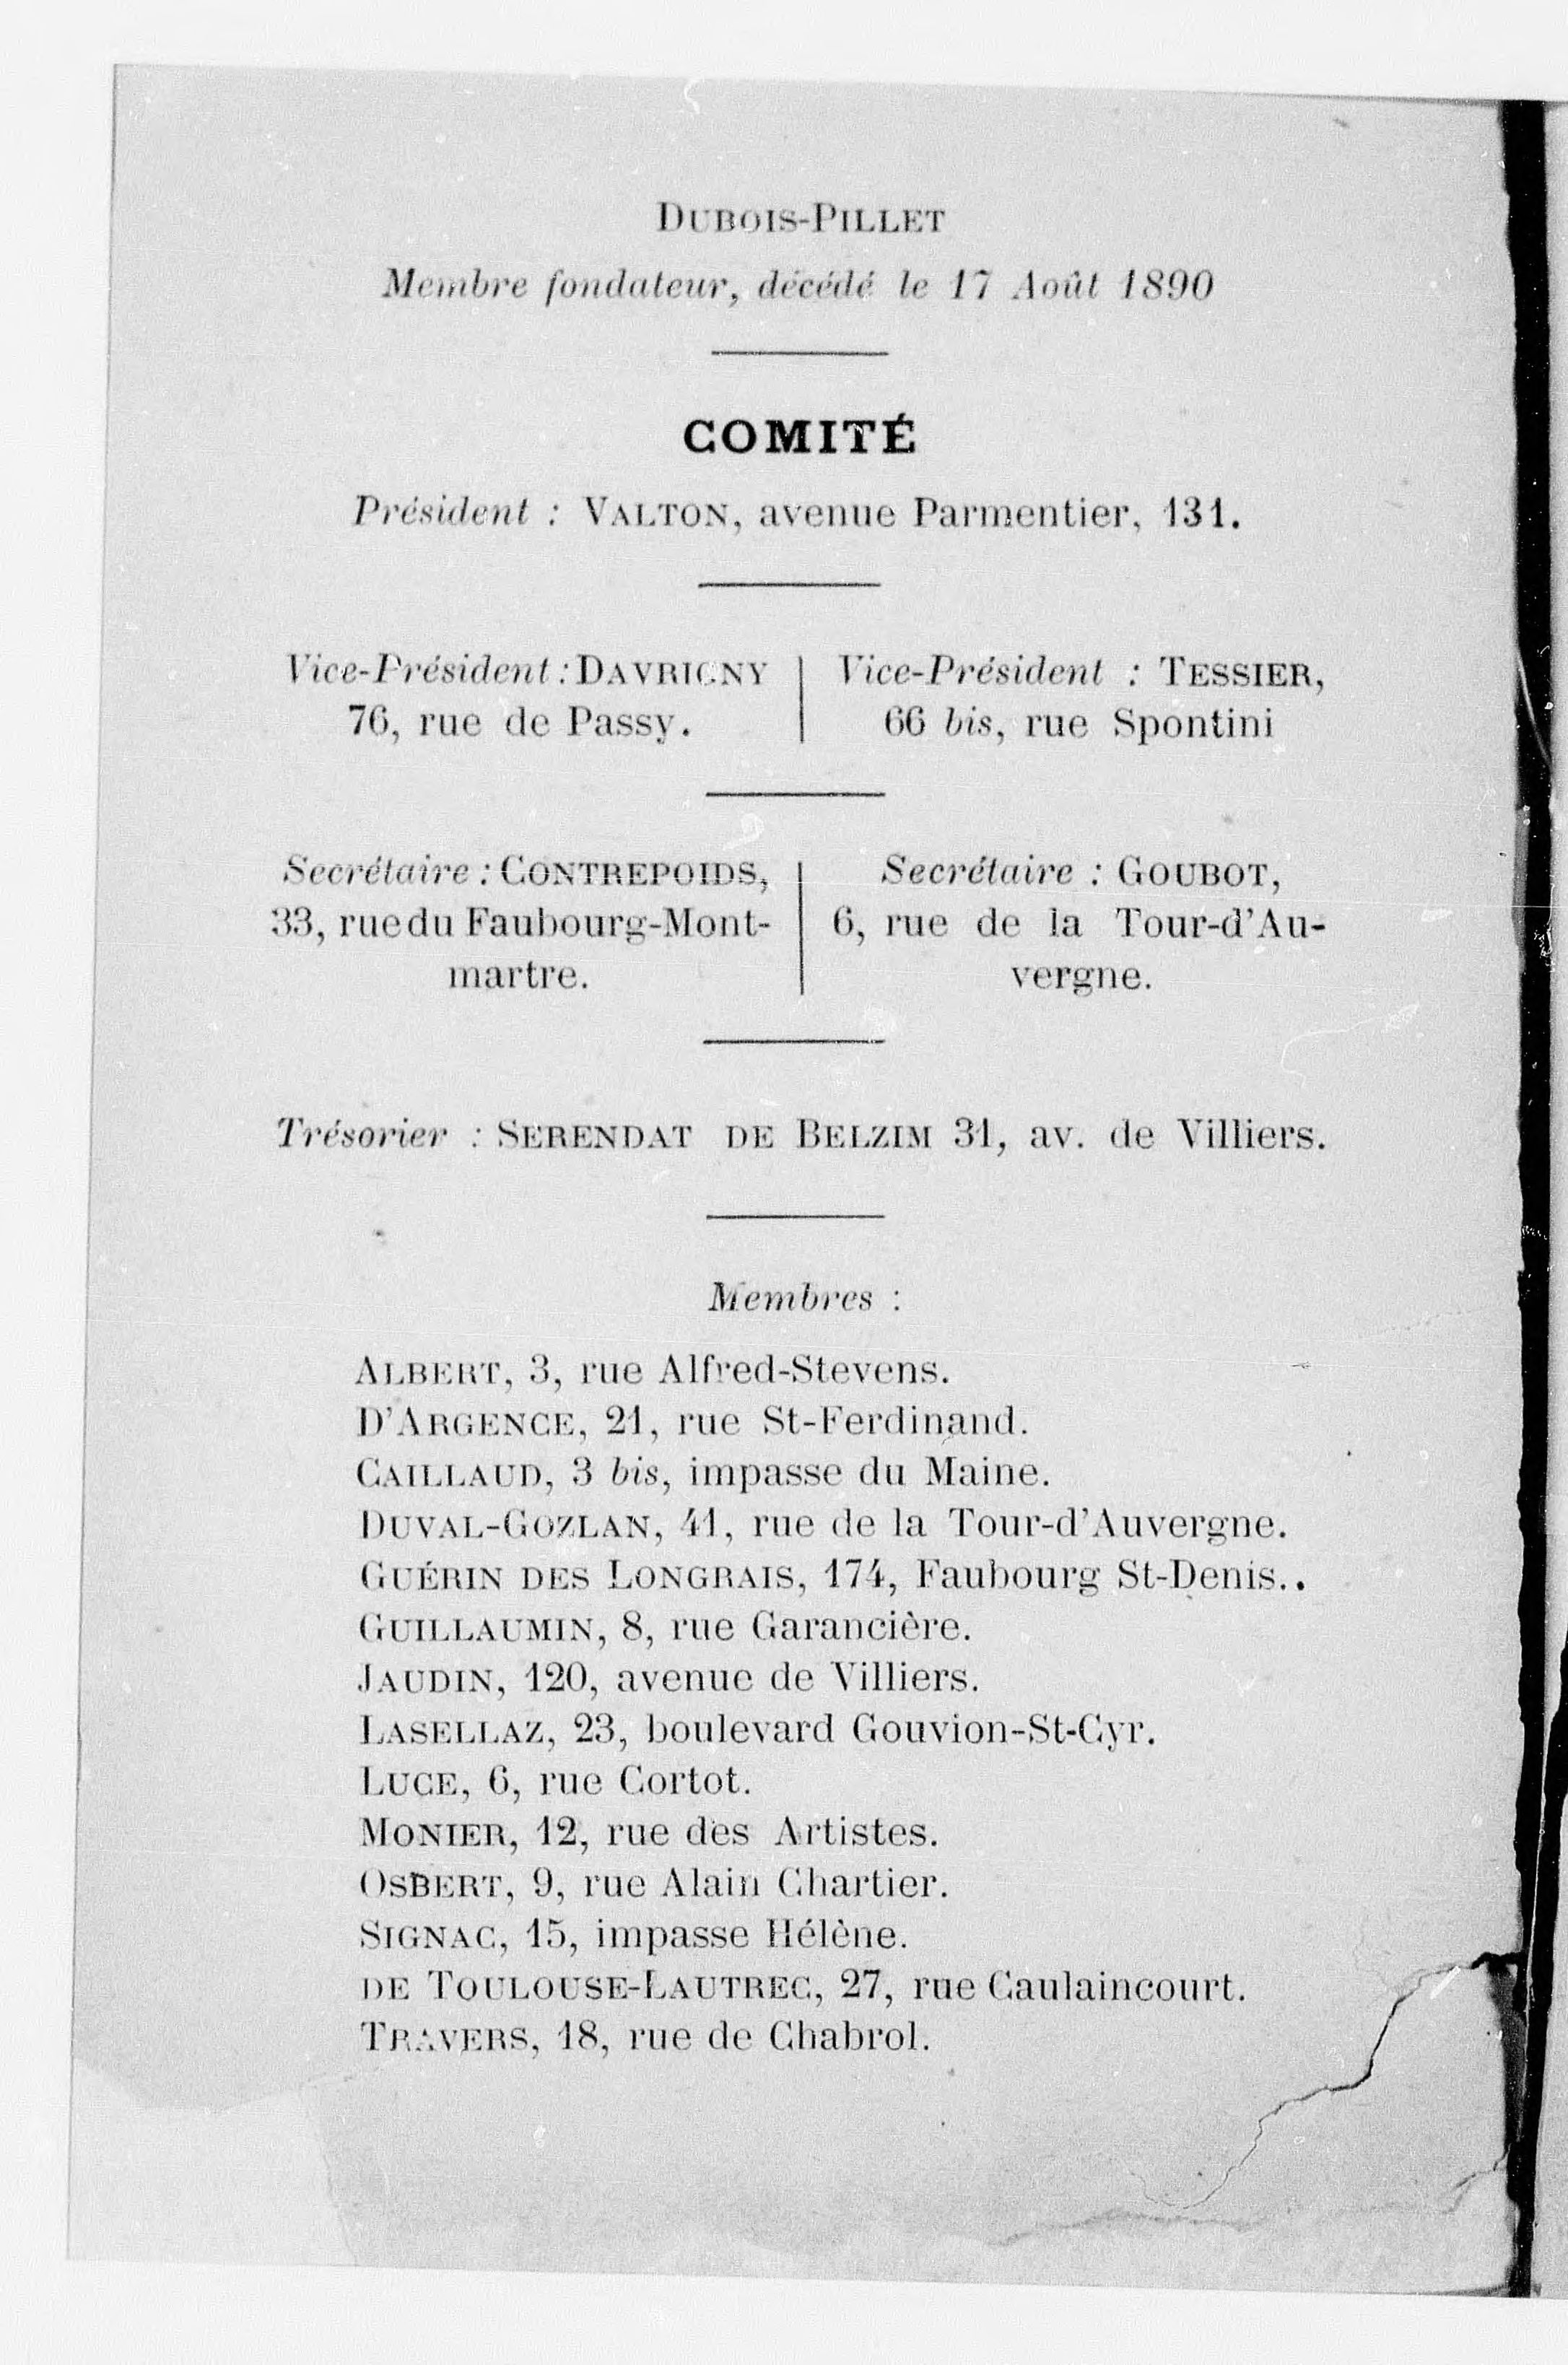 DUBOIS-PILLET
Membre fondateur, décédé le 17 Août 1890
COMITÉ
Président : VALTON, avenue Parmentier, 131.
Vice-Président : DAVRIGNY
76, rue de Passy.
Vice-Président : TESSIER,
66 bis, rue Spontini
Secrétaire : CONTREPOIDS,
33, rue du Faubourg-Mont-
martre.
Secrétaire : GOUBOT,
6, rue de la Tour-d'Au-
vergne.
Trésorier : SERENDAT DE BELZIM 31, av. de Villiers.
Membres :
ALBERT, 3, rue Alfred-Stevens.
D'ARGENCE, 21, rue St-Ferdinand.
CAILLAUD, 3 bis, impasse du Maine.
DUVAL-GOZLAN, 41, rue de la Tour-d'Auvergne.
GUÉRIN DES LONGRAIS, 174, Faubourg St-Denis..
GUILLAUMIN, 8, rue Garancière.
JAUDIN, 120, avenue de Villiers.
LASELLAZ, 23, boulevard Gouvion-St-Cyr.
LUCE, 6, rue Cortot.
MONIER, 12, rue des Artistes.
OSBERT, 9, rue Alain Chartier.
SIGNAC, 15, impasse Hélène.
DE TOULOUSE-LAUTREC, 27, rue Caulaincourt.
TRAVERS, 18, rue de Chabrol.